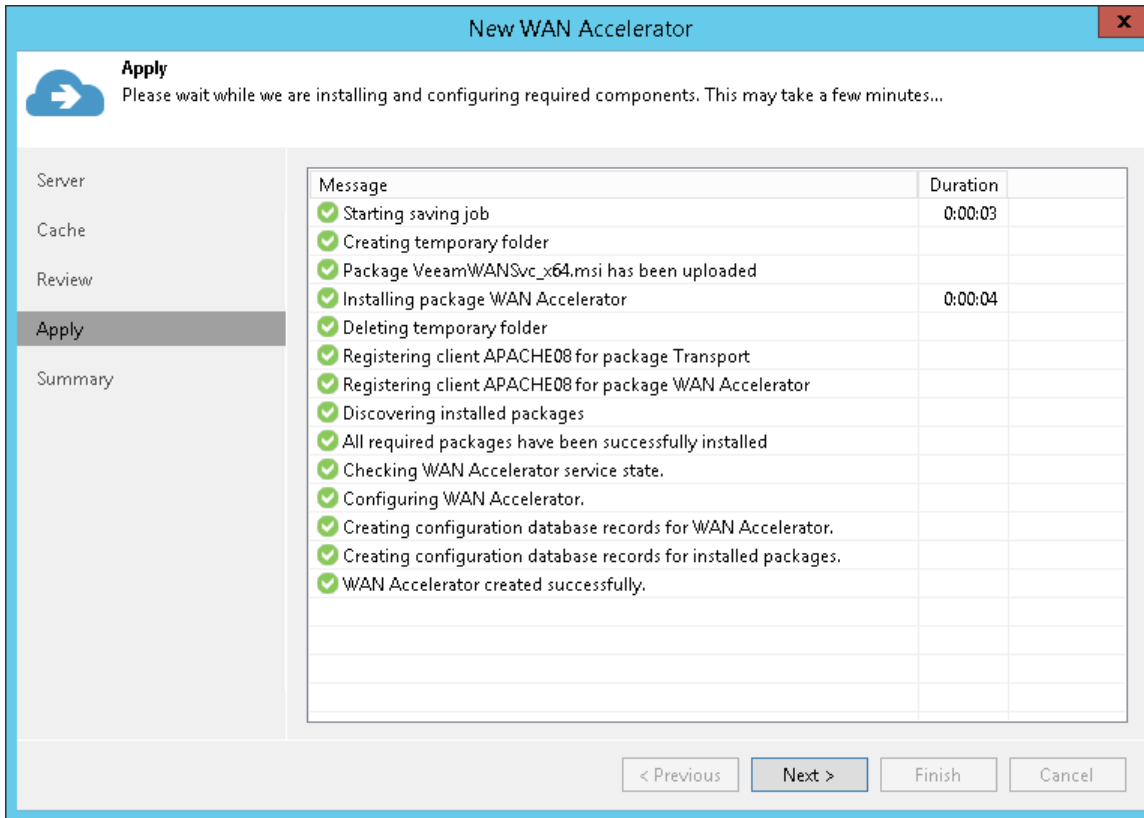 New WAN Accelerator
x
Apply
Please wait while we are installing and configuring required components. This may take a few minutes...
Server
Cache
Review
Apply
Summary
Message Duration
Starting saving job 0:00:03
Creating temporary folder
Package VeeamWANSvc_x64.msi has been uploaded
Installing package WAN Accelerator 0:00:04
Deleting temporary folder
Registering client APACHE08 for package Transport
Registering client APACHE08 for package WAN Accelerator
Discovering installed packages
All required packages have been successfully installed
Checking WAN Accelerator service state.
Configuring WAN Accelerator.
Creating configuration database records for WAN Accelerator.
Creating configuration database records for installed packages.
WAN Accelerator created successfully.
< Previous Next > Finish Cancel